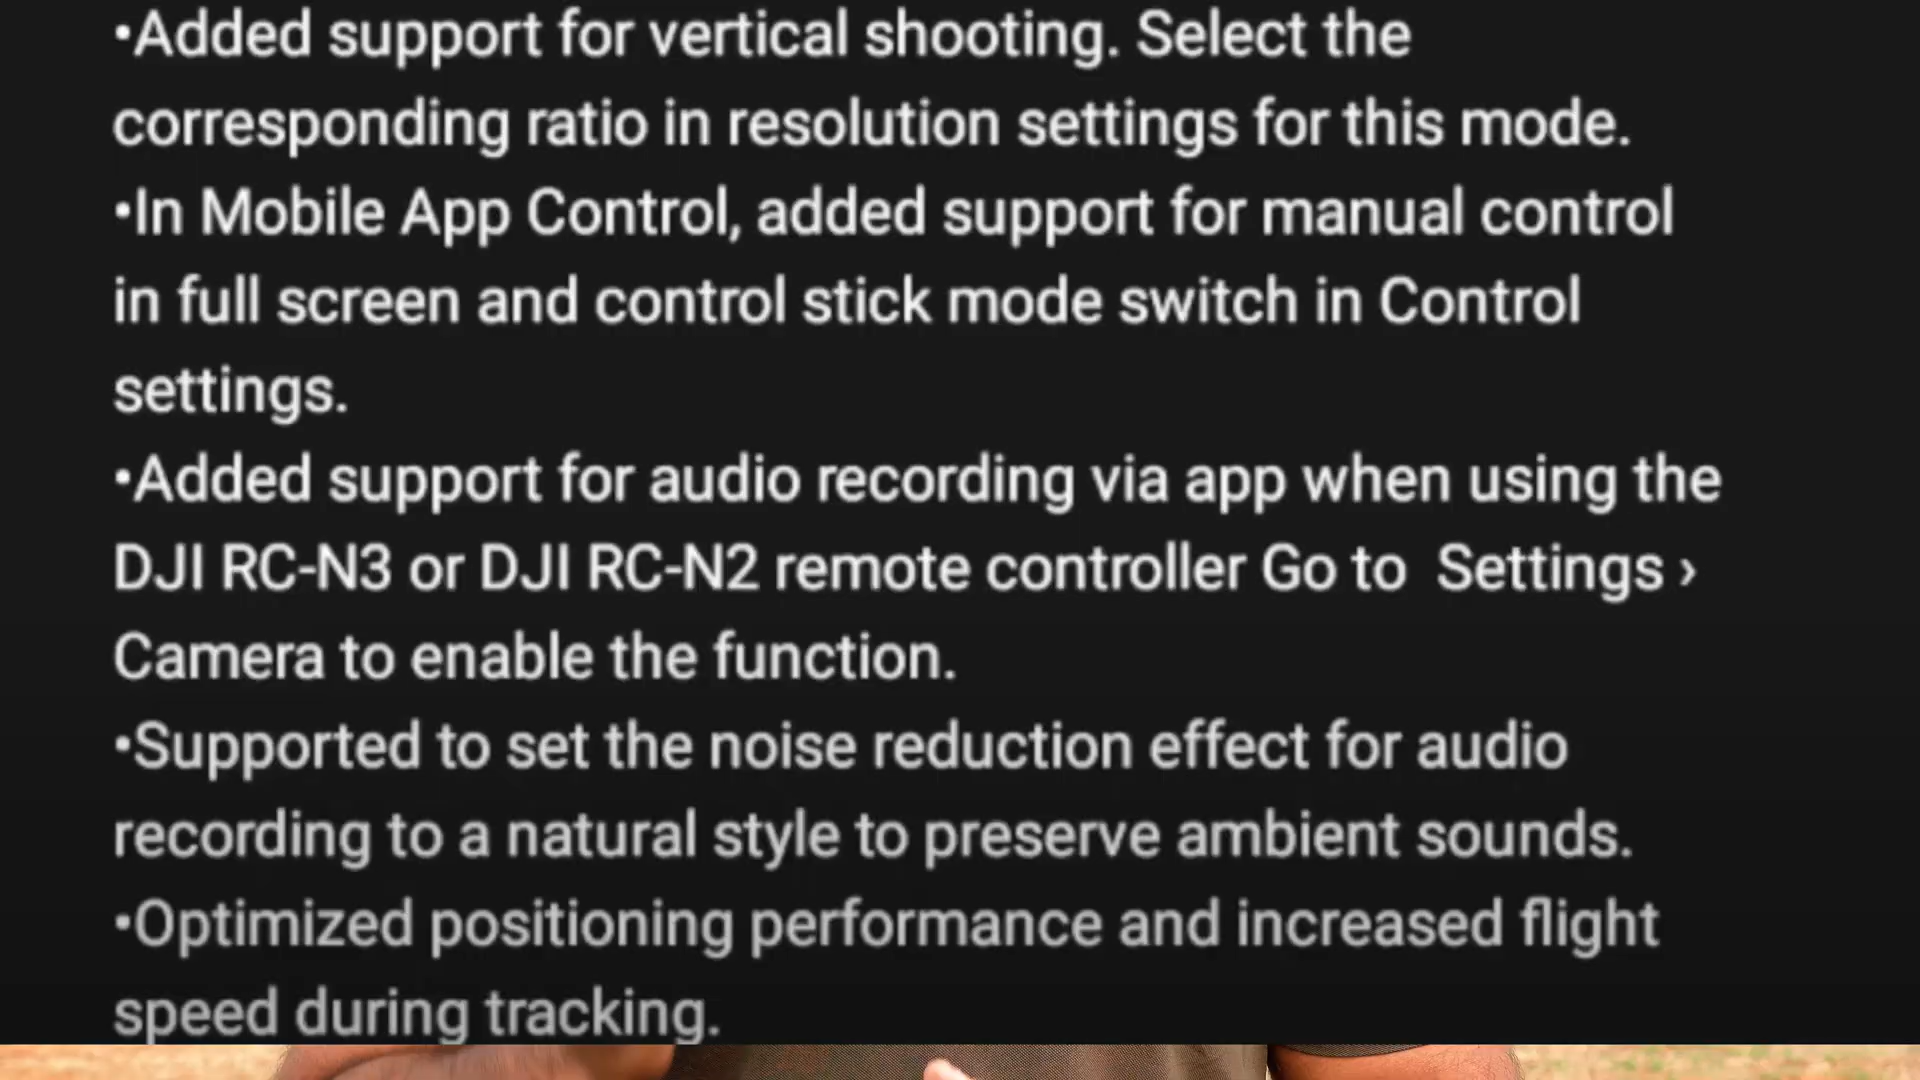 •Added support for vertical shooting. Select the
corresponding ratio in resolution settings for this mode.
•In Mobile App Control, added support for manual control
in full screen and control stick mode switch in Control
settings.
•Added support for audio recording via app when using the
DJI RC-N3 or DJI RC-N2 remote controller Go to  Settings ›
Camera to enable the function.
•Supported to set the noise reduction effect for audio
recording to a natural style to preserve ambient sounds.
•Optimized positioning performance and increased flight
speed during tracking.